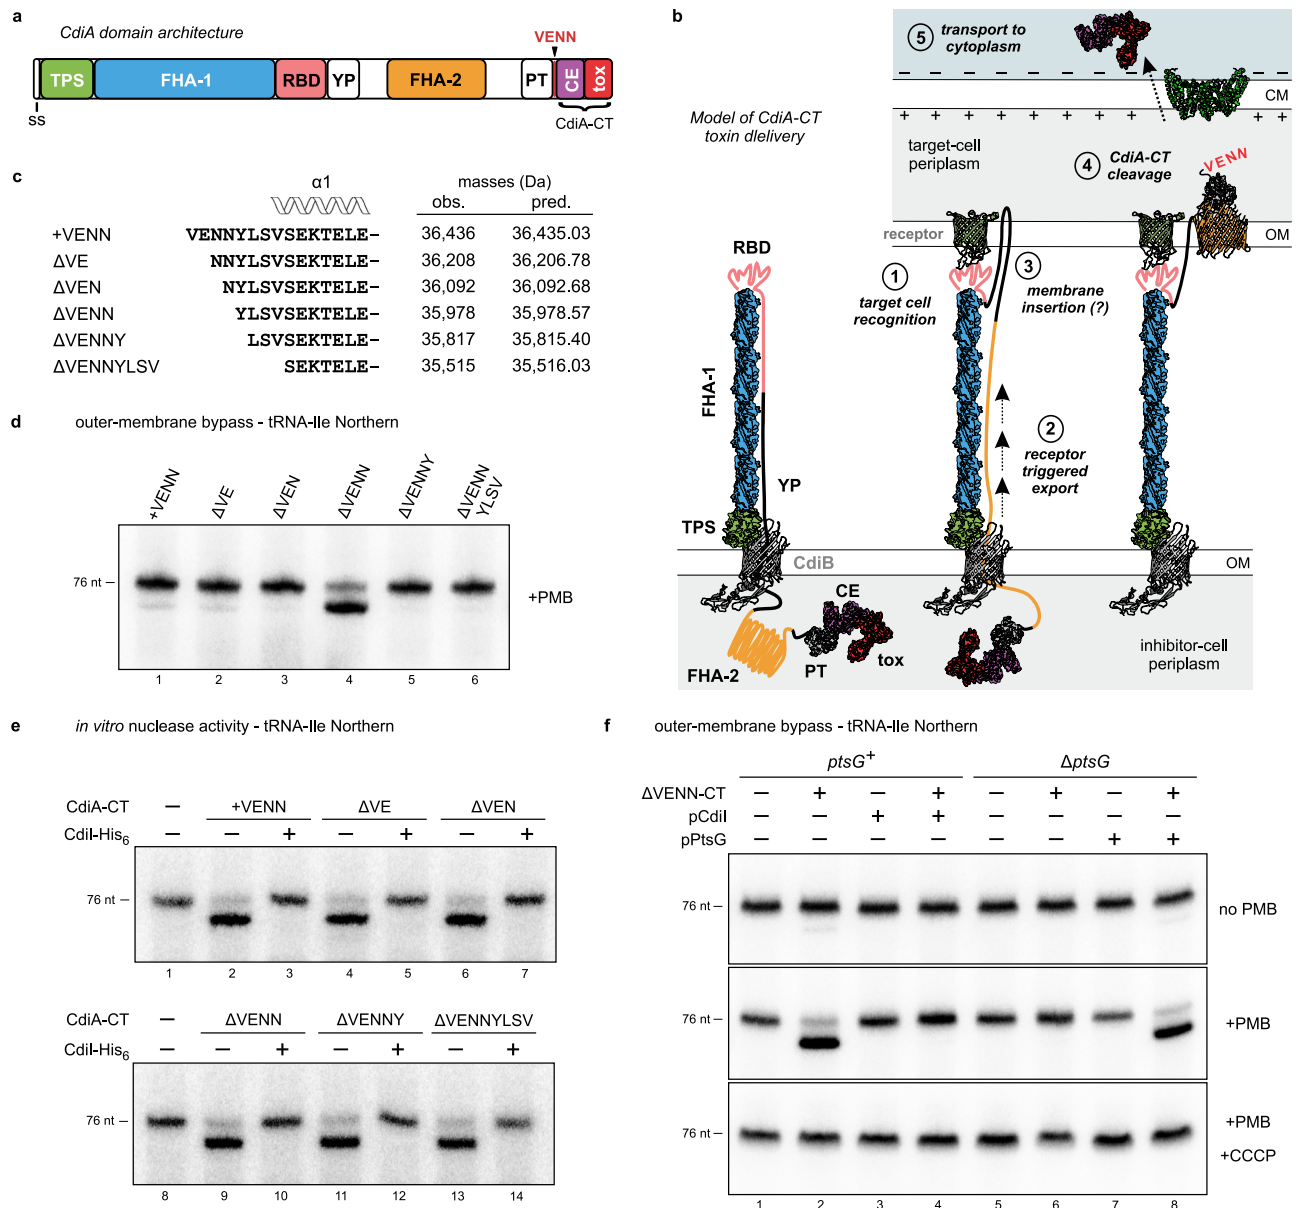 a
CdiA domain architecture
VENN
TPS FHA-1 RBD YP FHA-2 PT CE tox
ss
CdiA-CT
b
Model of CdiA-CT
toxin dlelivery
5 transport to
cytoplasm
– – – – – – – – – –
CM
+ + + + + + + + + +
target-cell
periplasm
4 CdiA-CT
cleavage
VENN
receptor
OM
RBD
1
target cell
recognition
3
membrane
insertion (?)
FHA-1
2
receptor
triggered
export
YP
TPS
CdiB
OM
CE
FHA-2
PT
tox
inhibitor-cell
periplasm
c
α1
masses (Da)
obs. pred.
+VENN VENNYLSVSEKTELE– 36,436 36,435.03
ΔVE NNYLSVSEKTELE– 36,208 36,206.78
ΔVEN NYLSVSEKTELE– 36,092 36,092.68
ΔVENN YLSVSEKTELE– 35,978 35,978.57
ΔVENNY LSVSEKTELE– 35,817 35,815.40
ΔVENNYLSV SEKTELE– 35,515 35,516.03
d
outer-membrane bypass - tRNA-Ile Northern
+VENN ΔVE ΔVEN ΔVENN ΔVENNY ΔVENN
YLSV
76 nt –
+PMB
1 2 3 4 5 6
e
in vitro nuclease activity - tRNA-Ile Northern
CdiA-CT – +VENN ΔVE ΔVEN
CdiI-His6 – – + – + – +
76 nt –
1 2 3 4 5 6 7
CdiA-CT – ΔVENN ΔVENNY ΔVENNYLSV
CdiI-His6 – – + – + – +
76 nt –
8 9 10 11 12 13 14
f
outer-membrane bypass - tRNA-Ile Northern
ptsG+ ΔptsG
ΔVENN-CT – + – + – + – +
pCdiI – – + + – – – –
pPtsG – – – – – – + +
76 nt – no PMB
76 nt – +PMB
76 nt – +PMB
+CCCP
1 2 3 4 5 6 7 8